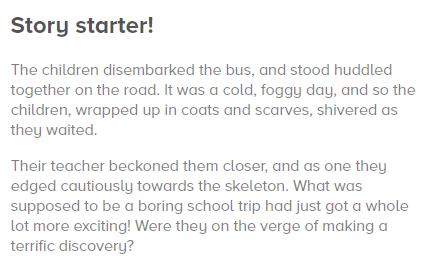 Story starter!
The children disembarked the bus, and stood huddled
together on the road. It was a cold, foggy day, and so the
children, wrapped up in coats and scarves, shivered as
they waited.
Their teacher beckoned them closer, and as one they
edged cautiously towards the skeleton. What was
supposed to be a boring school trip had just got a whole
lot more exciting! Were they on the verge of making a
terrific discovery?